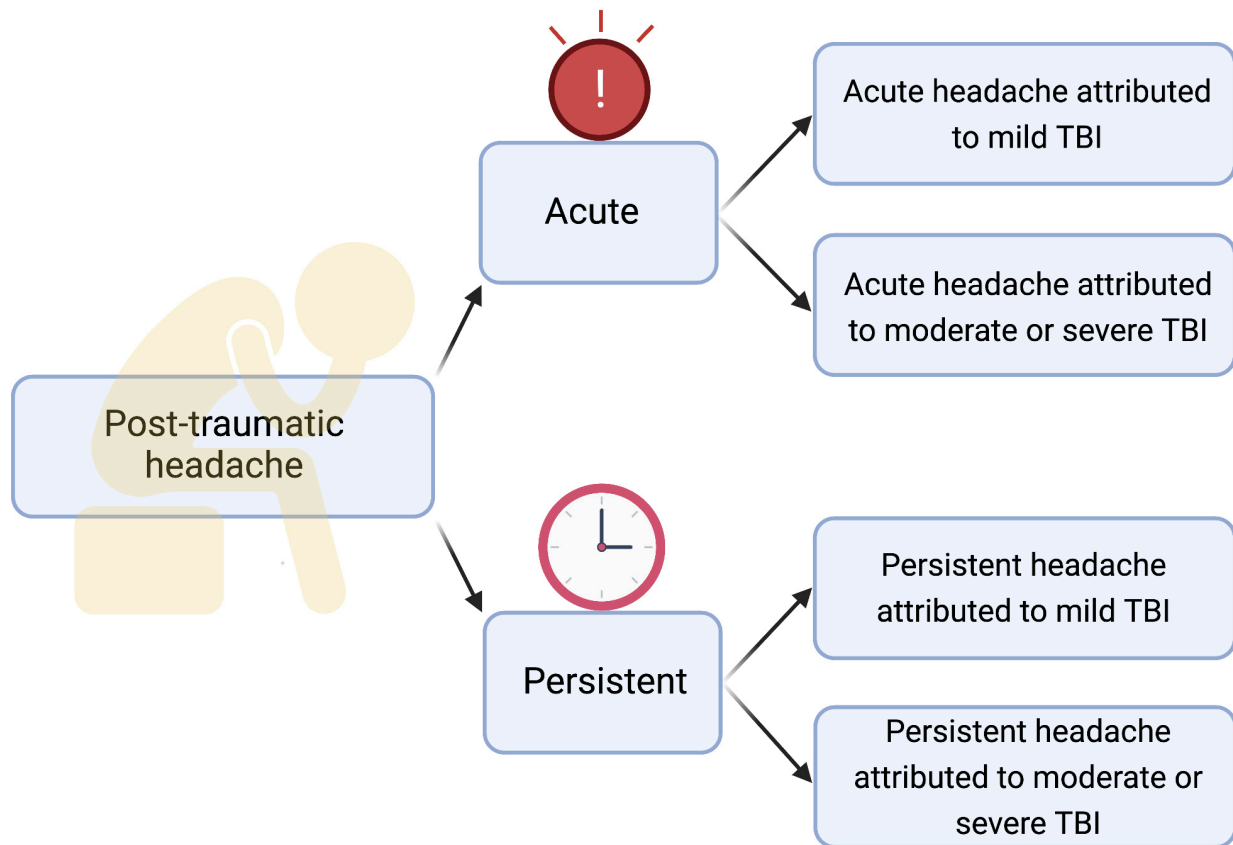 !
Acute
Acute headache attributed
to mild TBI
Acute headache attributed
to moderate or severe TBI
Post-traumatic
headache
Persistent
Persistent headache
attributed to mild TBI
Persistent headache
attributed to moderate or
severe TBI